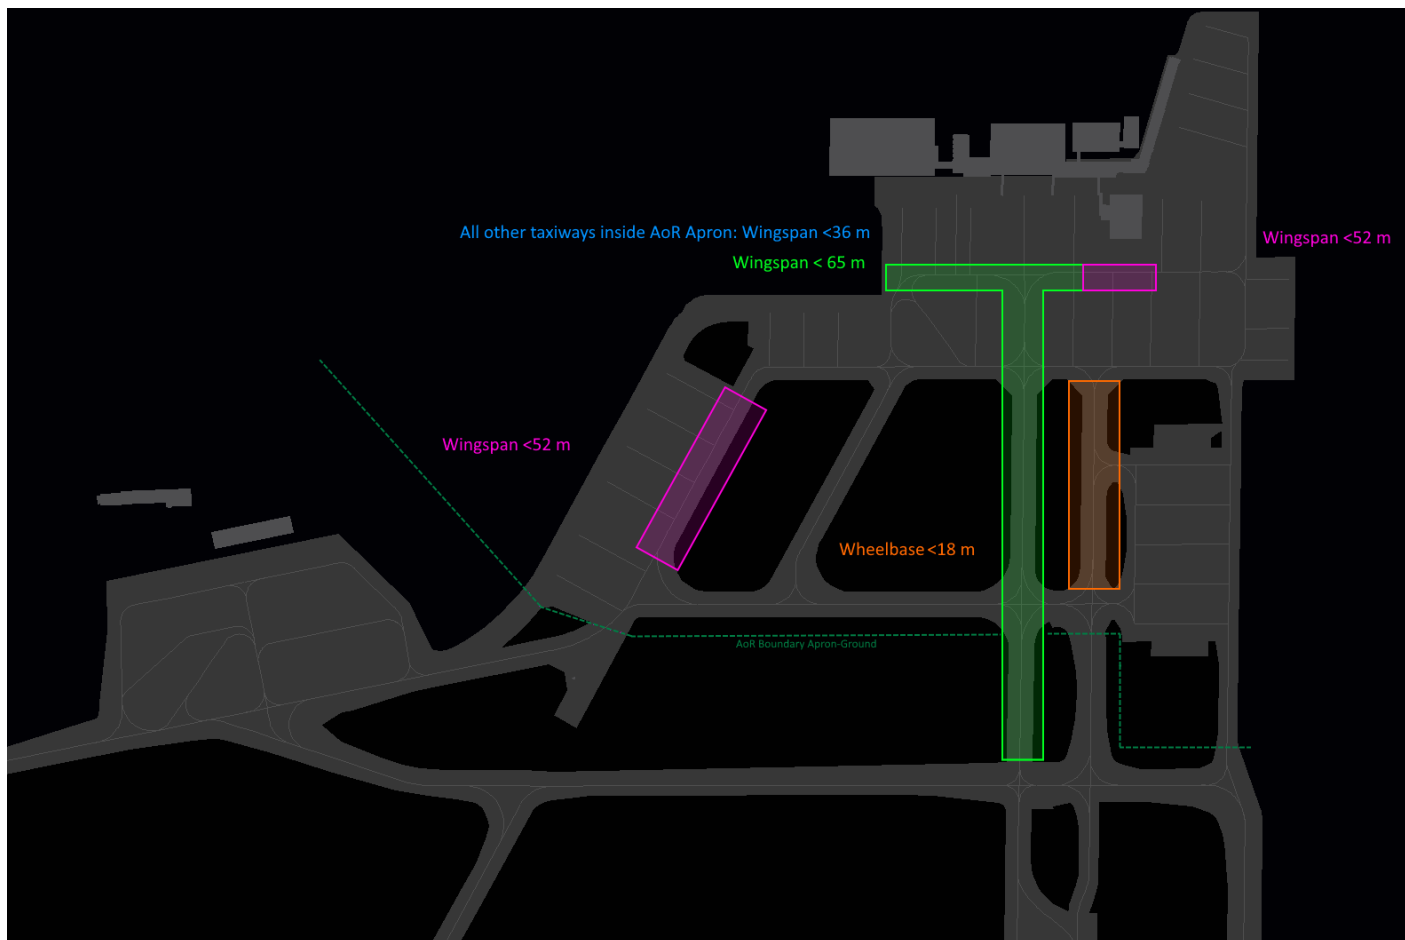 All other taxiways inside AoR Apron: Wingspan <36 m
Wingspan <52 m
Wingspan < 65 m
Wingspan <52 m
Wheelbase <18 m
AoR Boundary Apron-Ground